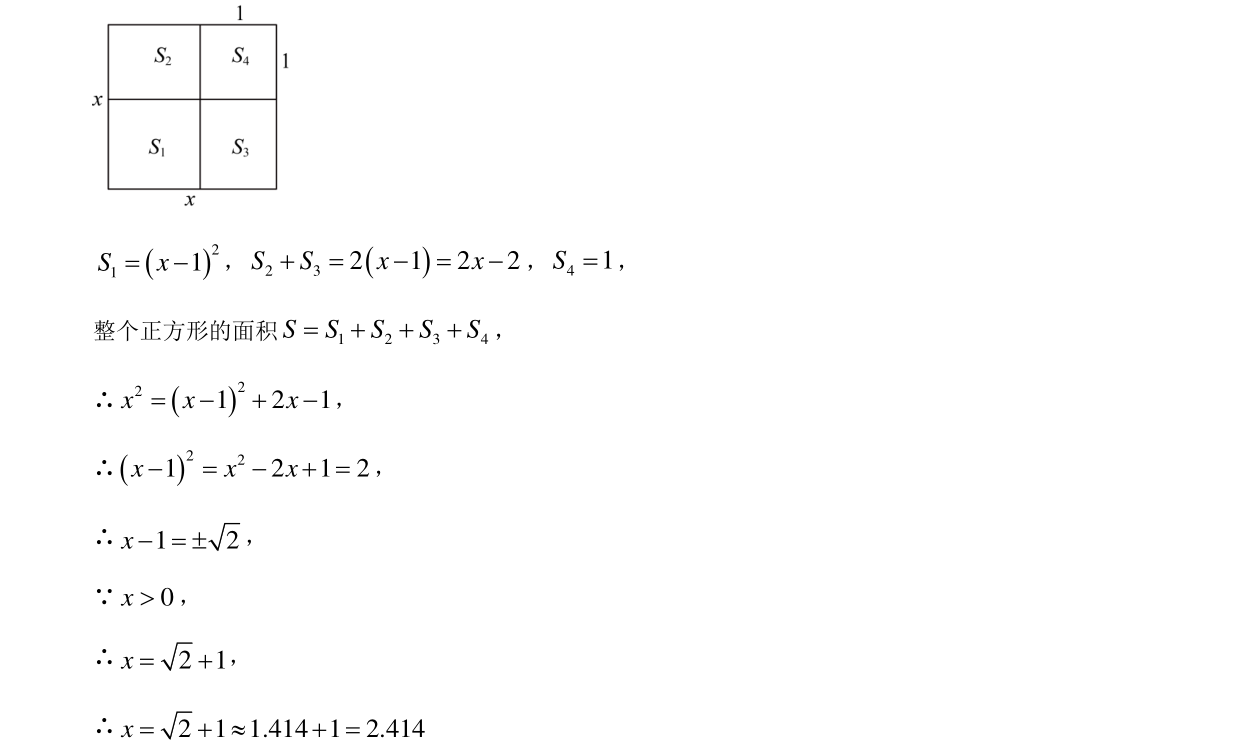 1
S₂ S₄ 1
x
S₁ S₃
x
S₁=(x−1)², S₂+S₃=2(x−1)=2x−2, S₄=1,
整个正方形的面积S=S₁+S₂+S₃+S₄,
∴x²=(x−1)²+2x−1,
∴(x−1)²=x²−2x+1=2,
∴x−1=±√2,
∵x>0,
∴x=√2+1,
∴x=√2+1≈1.414+1=2.414